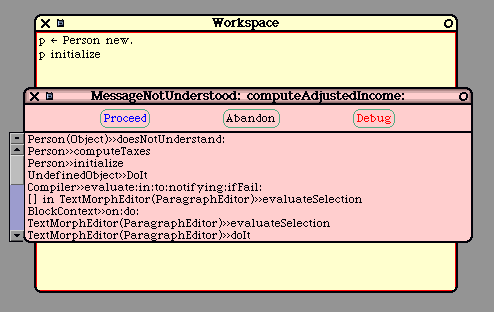 Workspace
p ← Person new.
p initialize
MessageNotUnderstood: computeAdjustedIncome:
Proceed Abandon Debug
Person(Object)>>doesNotUnderstand:
Person>>computeTaxes
Person>>initialize
UndefinedObject>>DoIt
Compiler>>evaluate:in:to:notifying:ifFail:
[] in TextMorphEditor(ParagraphEditor)>>evaluateSelection
BlockContext>>on:do:
TextMorphEditor(ParagraphEditor)>>evaluateSelection
TextMorphEditor(ParagraphEditor)>>doIt